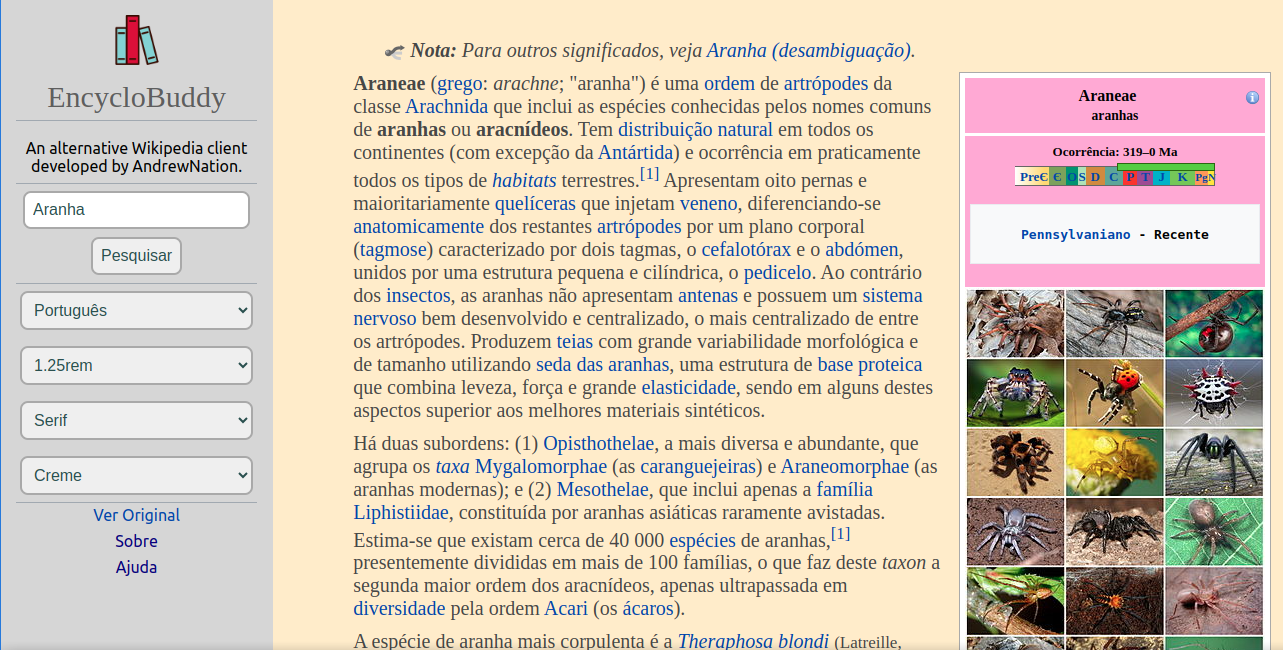 EncycloBuddy
An alternative Wikipedia client
developed by AndrewNation.
Aranha
Pesquisar
Português
1.25rem
Serif
Creme
Ver Original
Sobre
Ajuda
Nota: Para outros significados, veja Aranha (desambiguação).
Araneae (grego: arachne; "aranha") é uma ordem de artrópodes da
classe Arachnida que inclui as espécies conhecidas pelos nomes comuns
de aranhas ou aracnídeos. Tem distribuição natural em todos os
continentes (com excepção da Antártida) e ocorrência em praticamente
todos os tipos de habitats terrestres.[1] Apresentam oito pernas e
maioritariamente quelíceras que injetam veneno, diferenciando-se
anatomicamente dos restantes artrópodes por um plano corporal
(tagmose) caracterizado por dois tagmas, o cefalotórax e o abdómen,
unidos por uma estrutura pequena e cilíndrica, o pedicelo. Ao contrário
dos insectos, as aranhas não apresentam antenas e possuem um sistema
nervoso bem desenvolvido e centralizado, o mais centralizado de entre
os artrópodes. Produzem teias com grande variabilidade morfológica e
de tamanho utilizando seda das aranhas, uma estrutura de base proteica
que combina leveza, força e grande elasticidade, sendo em alguns destes
aspectos superior aos melhores materiais sintéticos.
Há duas subordens: (1) Opisthothelae, a mais diversa e abundante, que
agrupa os taxa Mygalomorphae (as caranguejeiras) e Araneomorphae (as
aranhas modernas); e (2) Mesothelae, que inclui apenas a família
Liphistiidae, constituída por aranhas asiáticas raramente avistadas.
Estima-se que existam cerca de 40 000 espécies de aranhas,[1]
presentemente divididas em mais de 100 famílias, o que faz deste taxon a
segunda maior ordem dos aracnídeos, apenas ultrapassada em
diversidade pela ordem Acari (os ácaros).
A espécie de aranha mais corpulenta é a Theraphosa blondi (Latreille,
Araneae
aranhas
Ocorrência: 319–0 Ma
PreЄ Є O S D C P T J K PgN
Pennsylvaniano - Recente